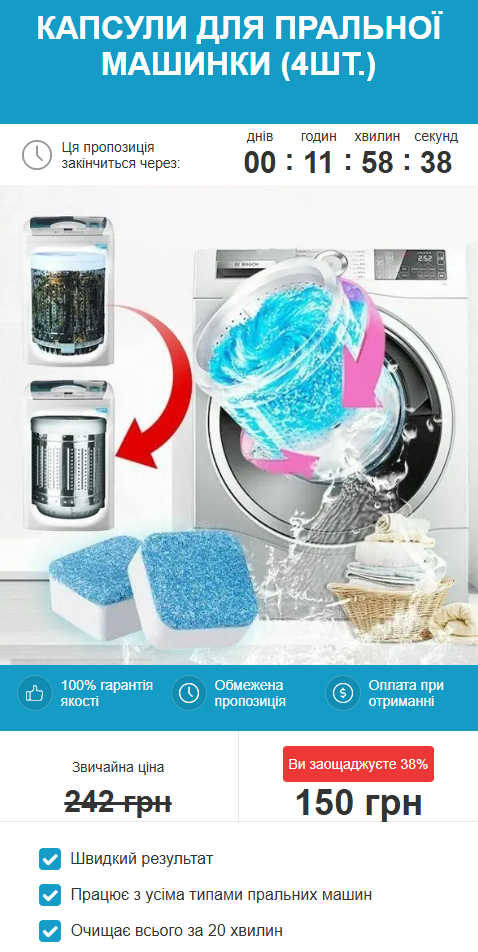 КАПСУЛИ ДЛЯ ПРАЛЬНОЇ
МАШИНКИ (4ШТ.)
Ця пропозиція
закінчиться через:
днів годин хвилин секунд
00 : 11 : 58 : 38
BOSCH
2:52
100% гарантія
якості
Обмежена
пропозиція
Оплата при
отриманні
Звичайна ціна
242 грн
Ви заощаджуєте 38%
150 грн
Швидкий результат
Працює з усіма типами пральних машин
Очищає всього за 20 хвилин